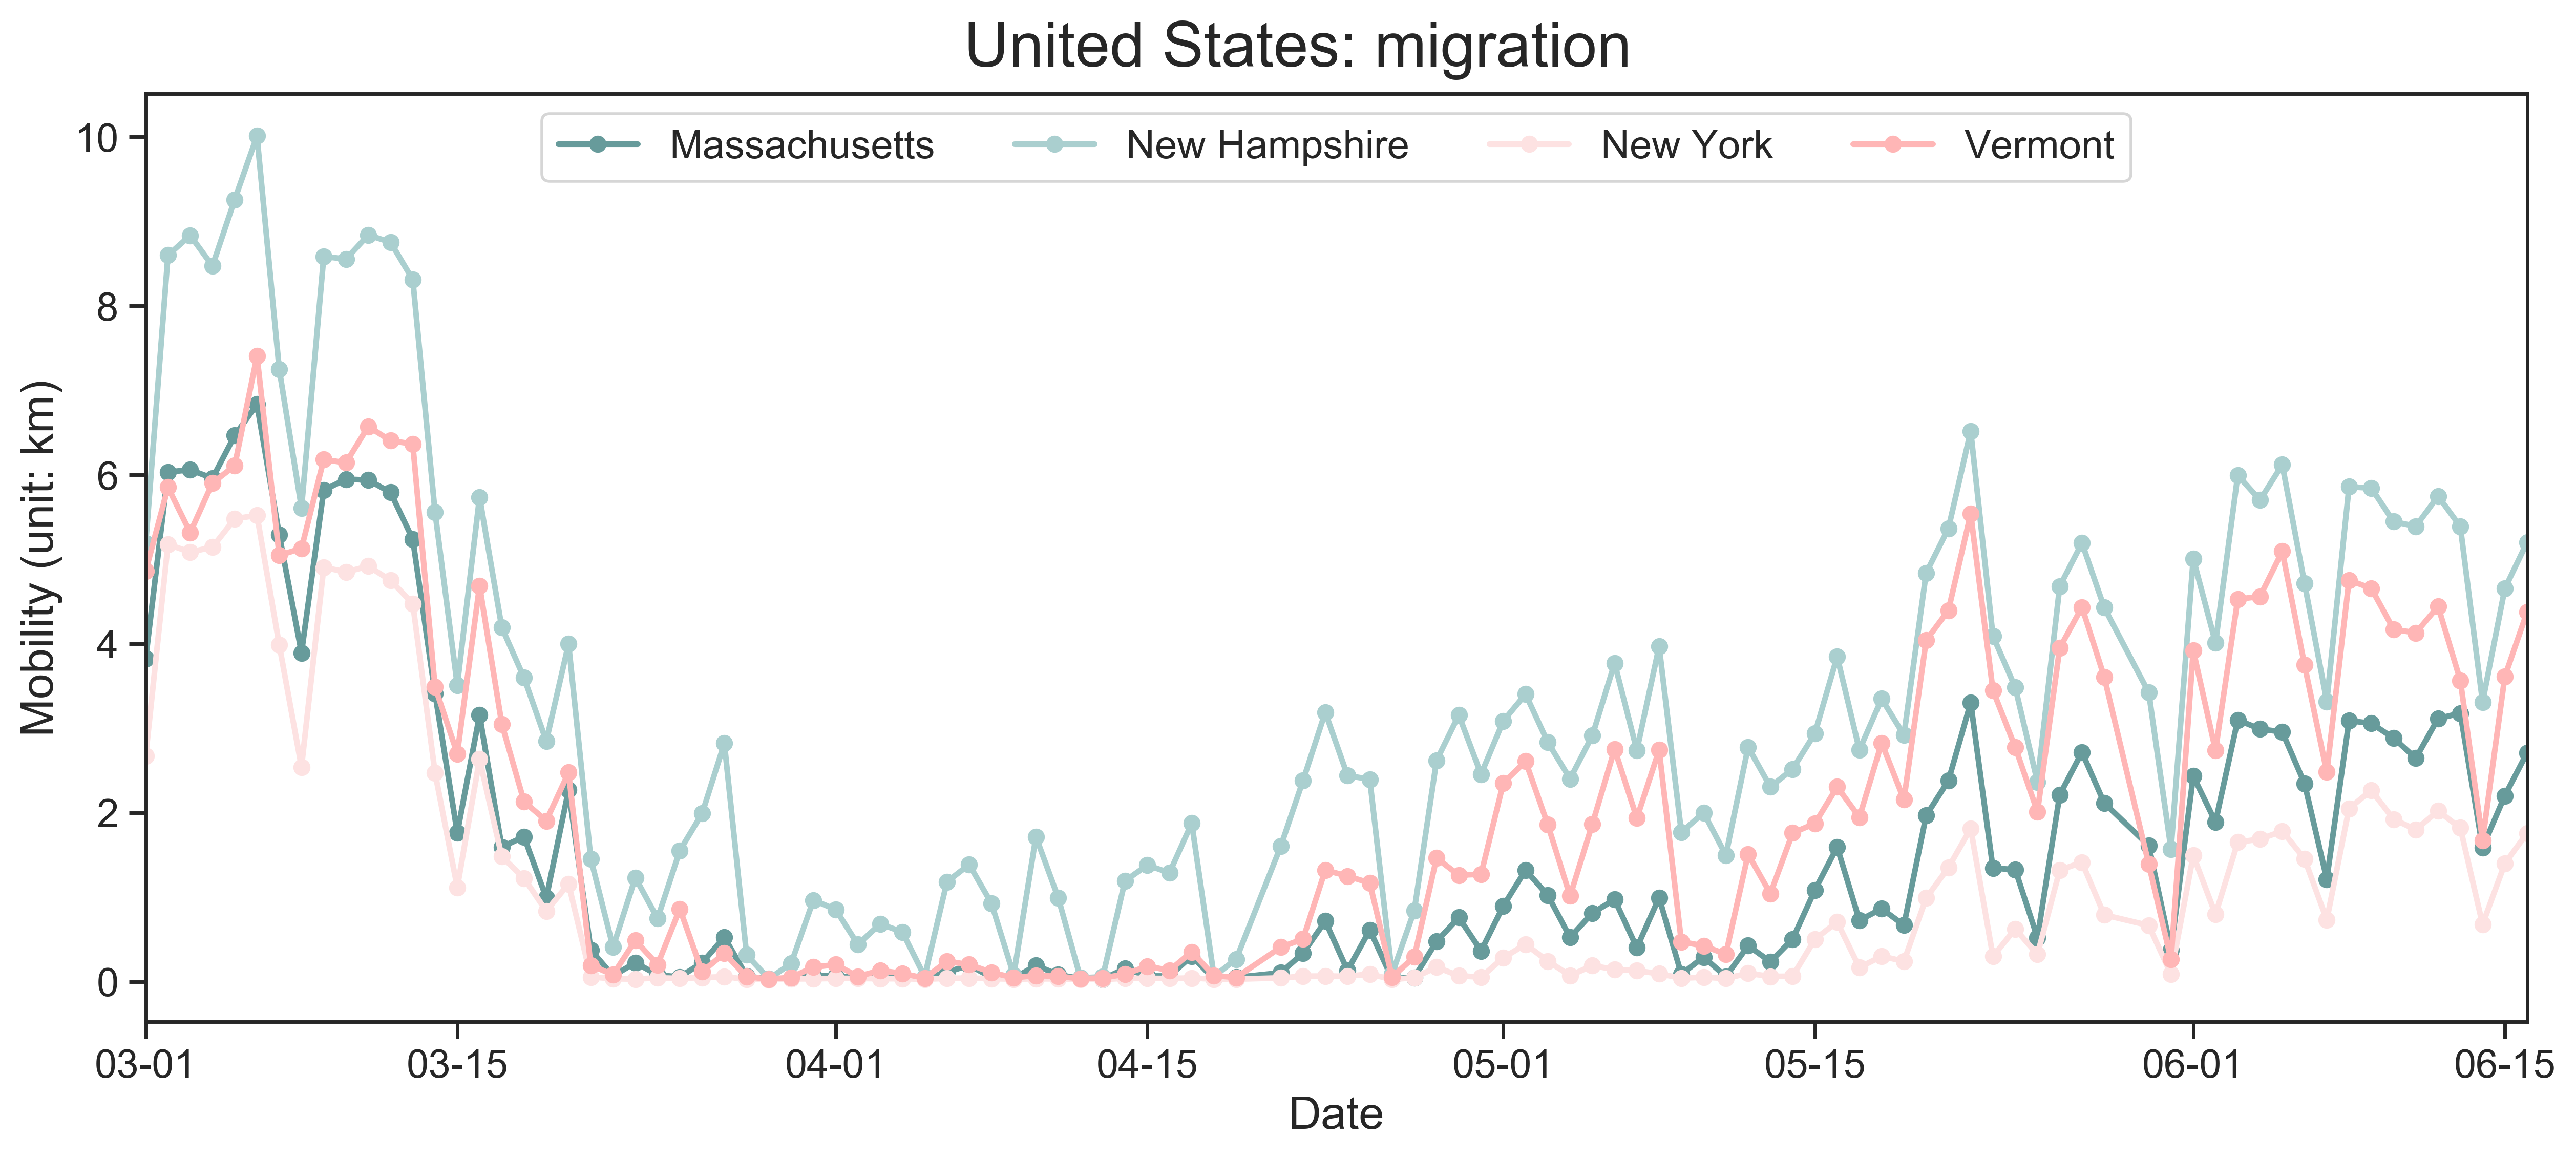 United States: migration
Massachusetts New Hampshire New York Vermont
10
8
6
4
2
0
Mobility (unit: km)
03-01 03-15 04-01 04-15 05-01 05-15 06-01 06-15
Date